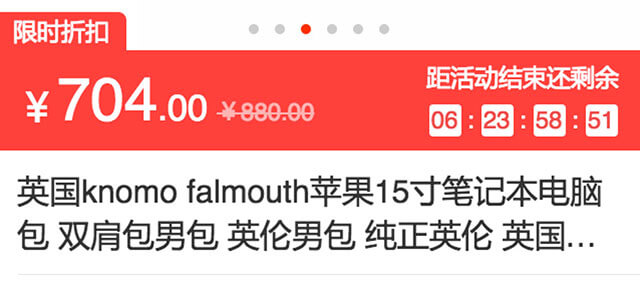 限时折扣
距活动结束还剩余
¥704.00 ¥880.00
06:23:58:51
英国knomo falmouth苹果15寸笔记本电脑
包 双肩包男包 英伦男包 纯正英伦 英国...